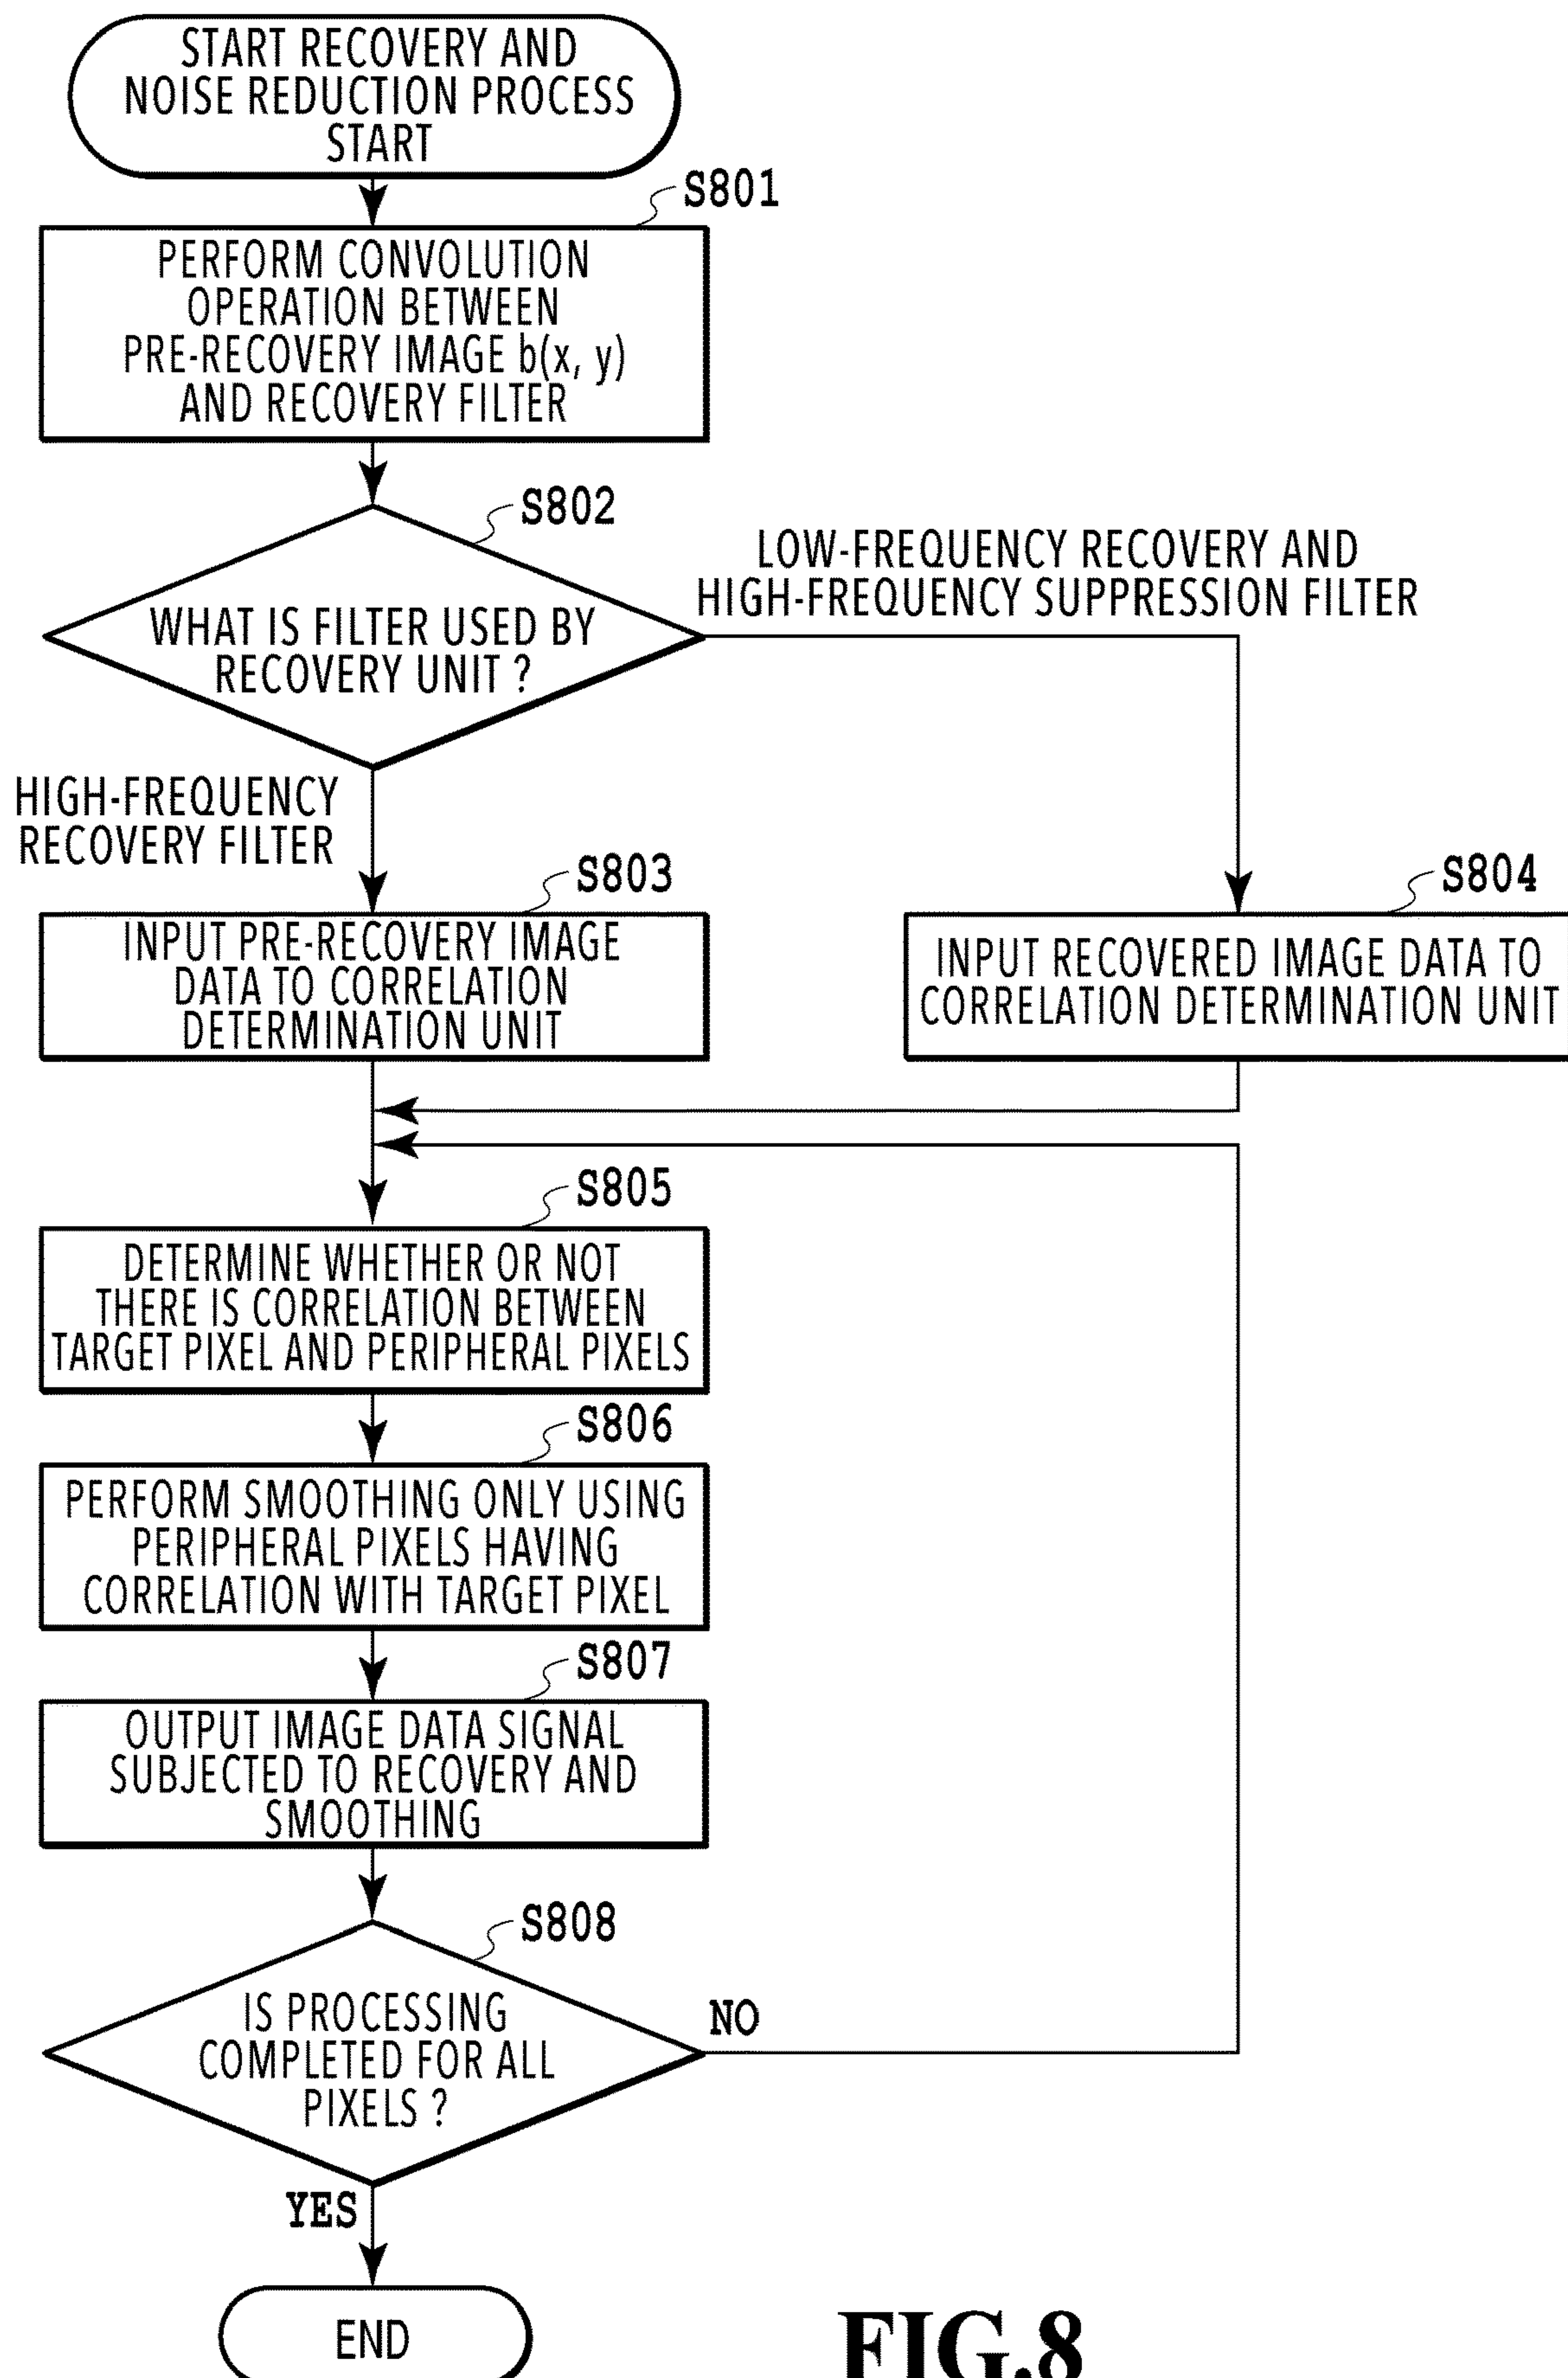 START RECOVERY AND
NOISE REDUCTION PROCESS
START
S801
PERFORM CONVOLUTION
OPERATION BETWEEN
PRE-RECOVERY IMAGE b(x, y)
AND RECOVERY FILTER
S802
WHAT IS FILTER USED BY
RECOVERY UNIT ?
LOW-FREQUENCY RECOVERY AND
HIGH-FREQUENCY SUPPRESSION FILTER
HIGH-FREQUENCY
RECOVERY FILTER
S803
INPUT PRE-RECOVERY IMAGE
DATA TO CORRELATION
DETERMINATION UNIT
S804
INPUT RECOVERED IMAGE DATA TO
CORRELATION DETERMINATION UNIT
S805
DETERMINE WHETHER OR NOT
THERE IS CORRELATION BETWEEN
TARGET PIXEL AND PERIPHERAL PIXELS
S806
PERFORM SMOOTHING ONLY USING
PERIPHERAL PIXELS HAVING
CORRELATION WITH TARGET PIXEL
S807
OUTPUT IMAGE DATA SIGNAL
SUBJECTED TO RECOVERY AND
SMOOTHING
S808
IS PROCESSING
COMPLETED FOR ALL
PIXELS ?
NO
YES
END
FIG.8